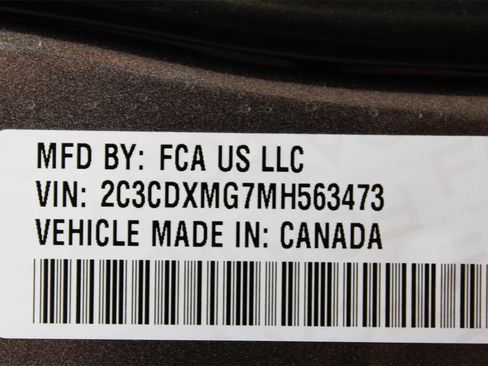 MFD BY: FCA US LLC
VIN: 2C3CDXMG7MH563473
VEHICLE MADE IN: CANADA